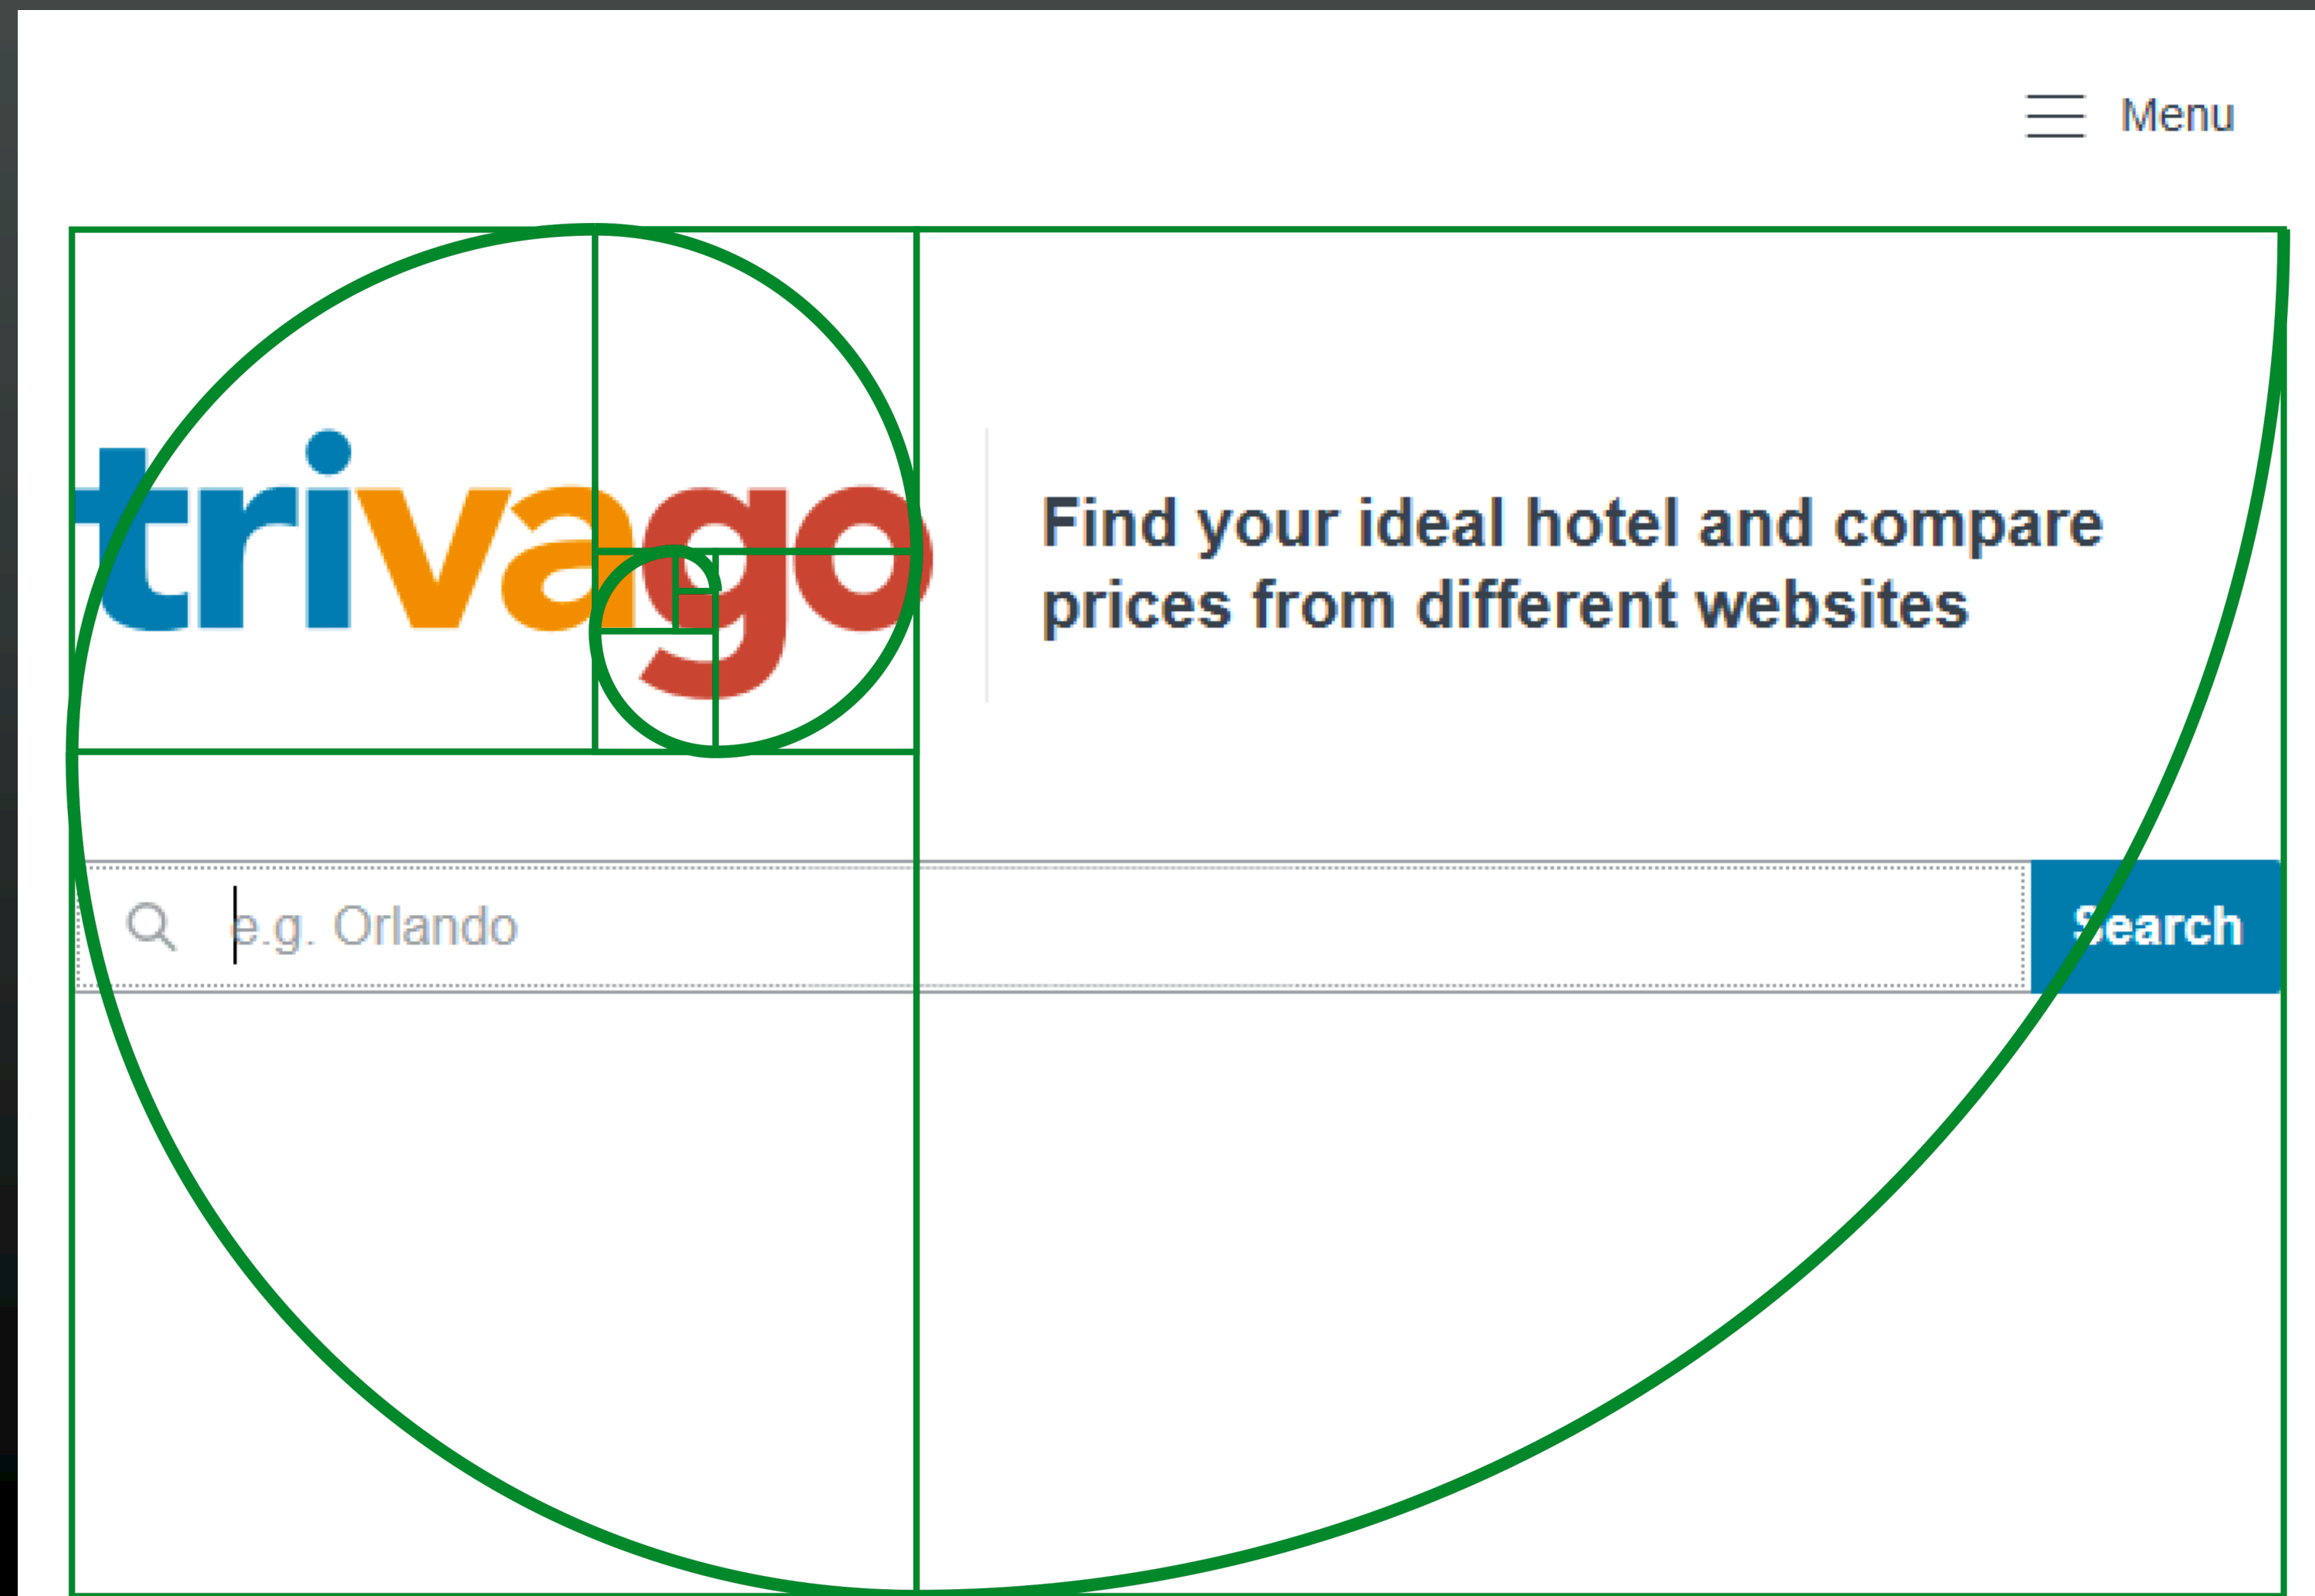 Menu
trivago
Find your ideal hotel and compare
prices from different websites
e.g. Orlando
Search